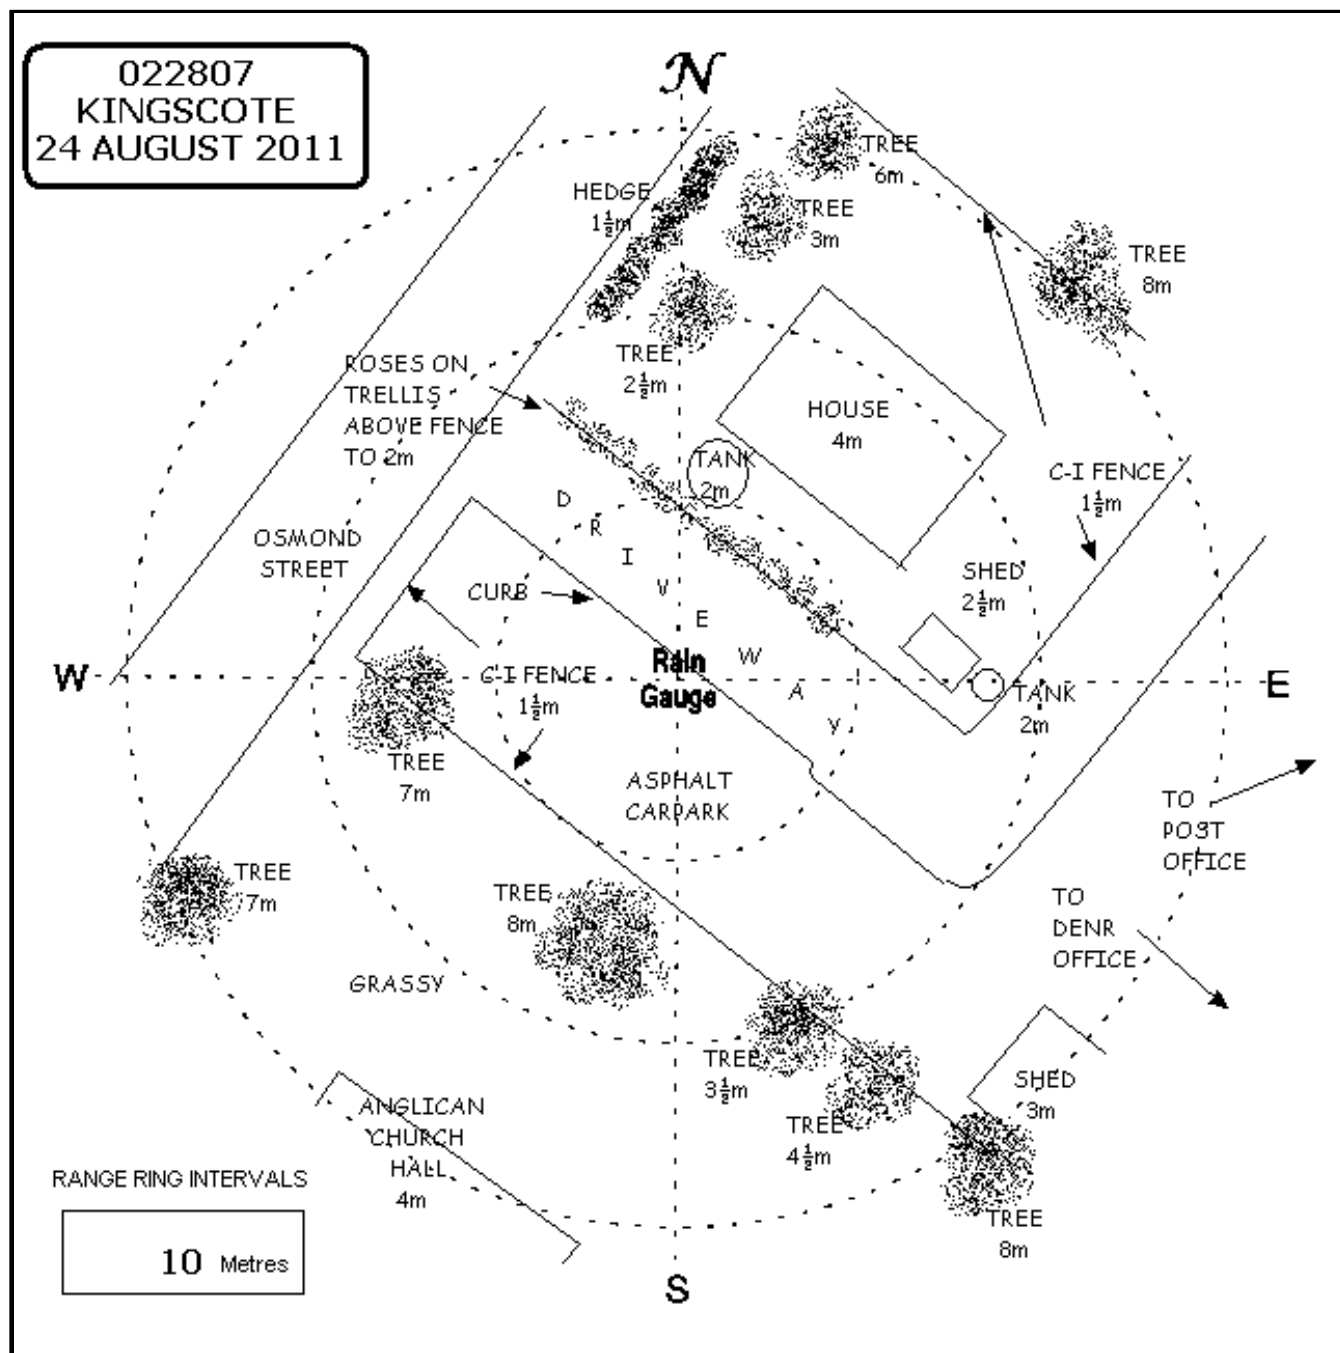 022807
KINGSCOTE
24 AUGUST 2011
N
TREE
6m
HEDGE
1½m
TREE
3m
TREE
8m
TREE
2½m
ROSES ON
TRELLIS
ABOVE FENCE
TO 2m
HOUSE
4m
TANK
2m
C-I FENCE
1½m
DRIVEWAY
OSMOND
STREET
CURB
SHED
2½m
W
C-I FENCE
1½m
Rain
Gauge
TANK
2m
E
TREE
7m
ASPHALT
CARPARK
TO
POST
OFFICE
TREE
7m
TREE
8m
TO
DENR
OFFICE
GRASSY
TREE
3½m
TREE
4½m
SHED
3m
ANGLICAN
CHURCH
HALL
4m
TREE
8m
RANGE RING INTERVALS
10 Metres
S